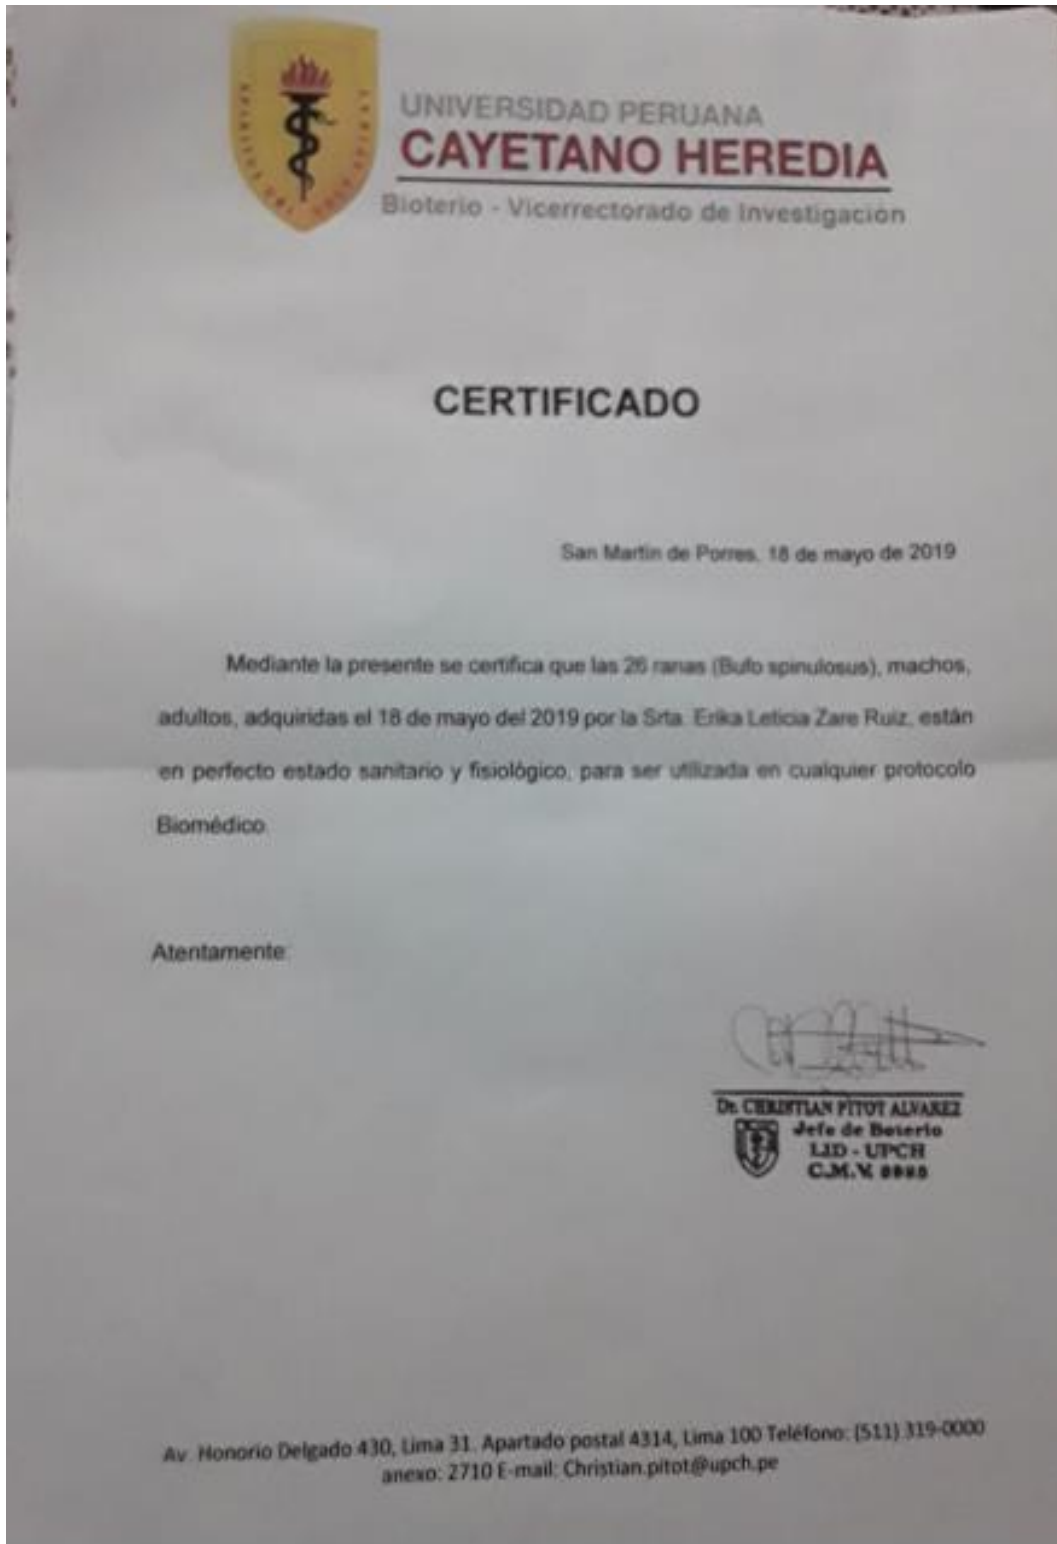 UNIVERSIDAD PERUANA
CAYETANO HEREDIA
Bioterio - Vicerrectorado de Investigación
CERTIFICADO
San Martin de Porres, 18 de mayo de 2019
Mediante la presente se certifica que las 26 ranas (Bufo spinulosus), machos,
adultos, adquiridas el 18 de mayo del 2019 por la Srta. Erika Leticia Zare Ruiz, están
en perfecto estado sanitario y fisiológico, para ser utilizada en cualquier protocolo
Biomédico.
Atentamente:
Dr. CHRISTIAN PITOT ALVAREZ
Jefe de Boterio
LID - UPCH
C.M.V.
Av. Honorio Delgado 430, Lima 31. Apartado postal 4314, Lima 100 Teléfono: (511) 319-0000
anexo: 2710 E-mail: Christian.pitot@upch.pe